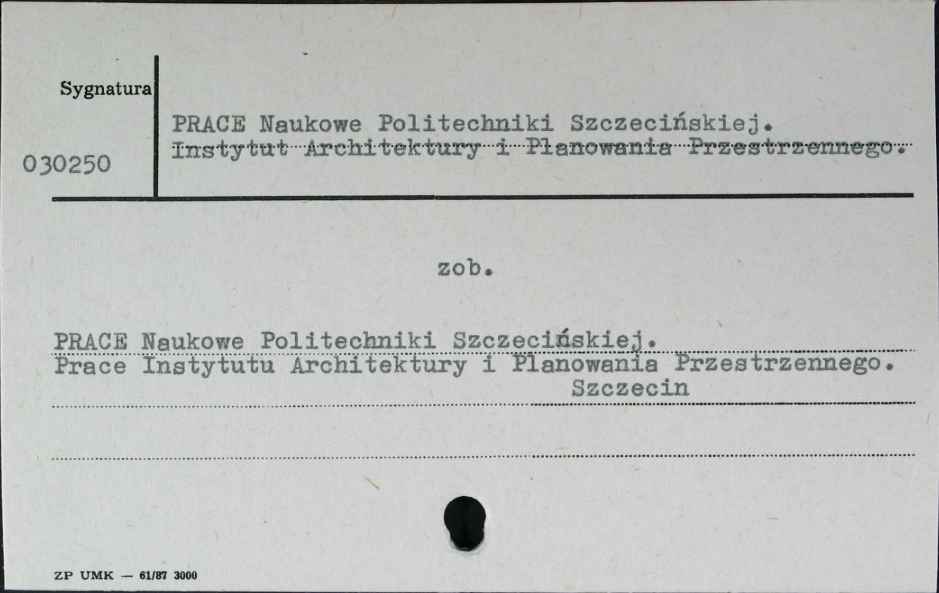 Sygnatura
PRACE Naukowe Politechniki Szczecińskiej.
Instytut Architektury i Planowania Przestrzennego.
030250
zob.
PRACE Naukowe Politechniki Szczecińskiej.
Prace Instytutu Architektury i Planowania Przestrzennego.
Szczecin
ZP UMK — 61/87 3000